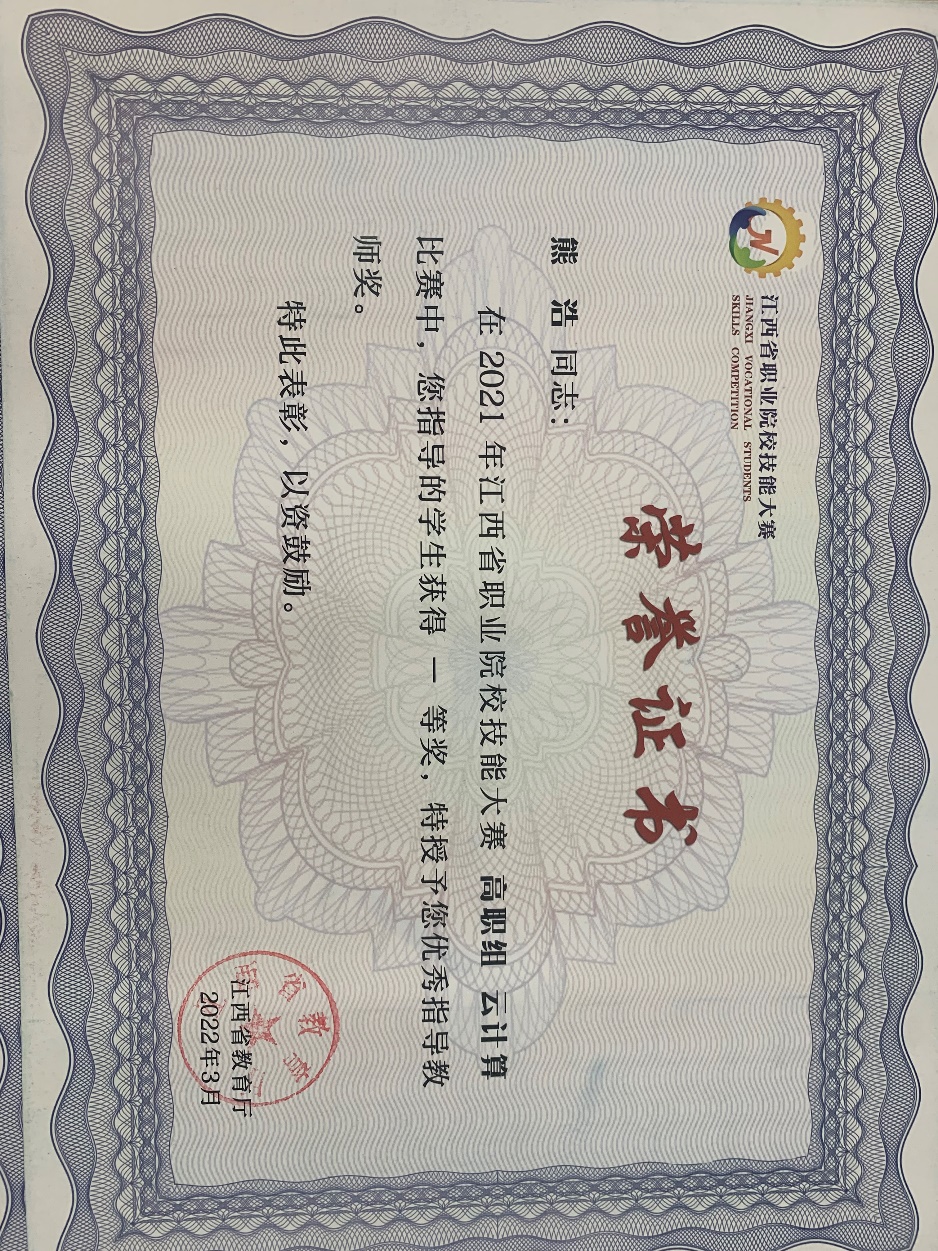 江西省职业院校技能大赛
JIANGXI VOCATIONAL STUDENTS
SKILLS COMPETITION
荣誉证书
熊 浩 同志：
在 2021 年江西省职业院校技能大赛 高职组 云计算
比赛中，您指导的学生获得 一 等奖，特授予您优秀指导教
师奖。
特此表彰，以资鼓励。
江西省教育厅
2022年3月